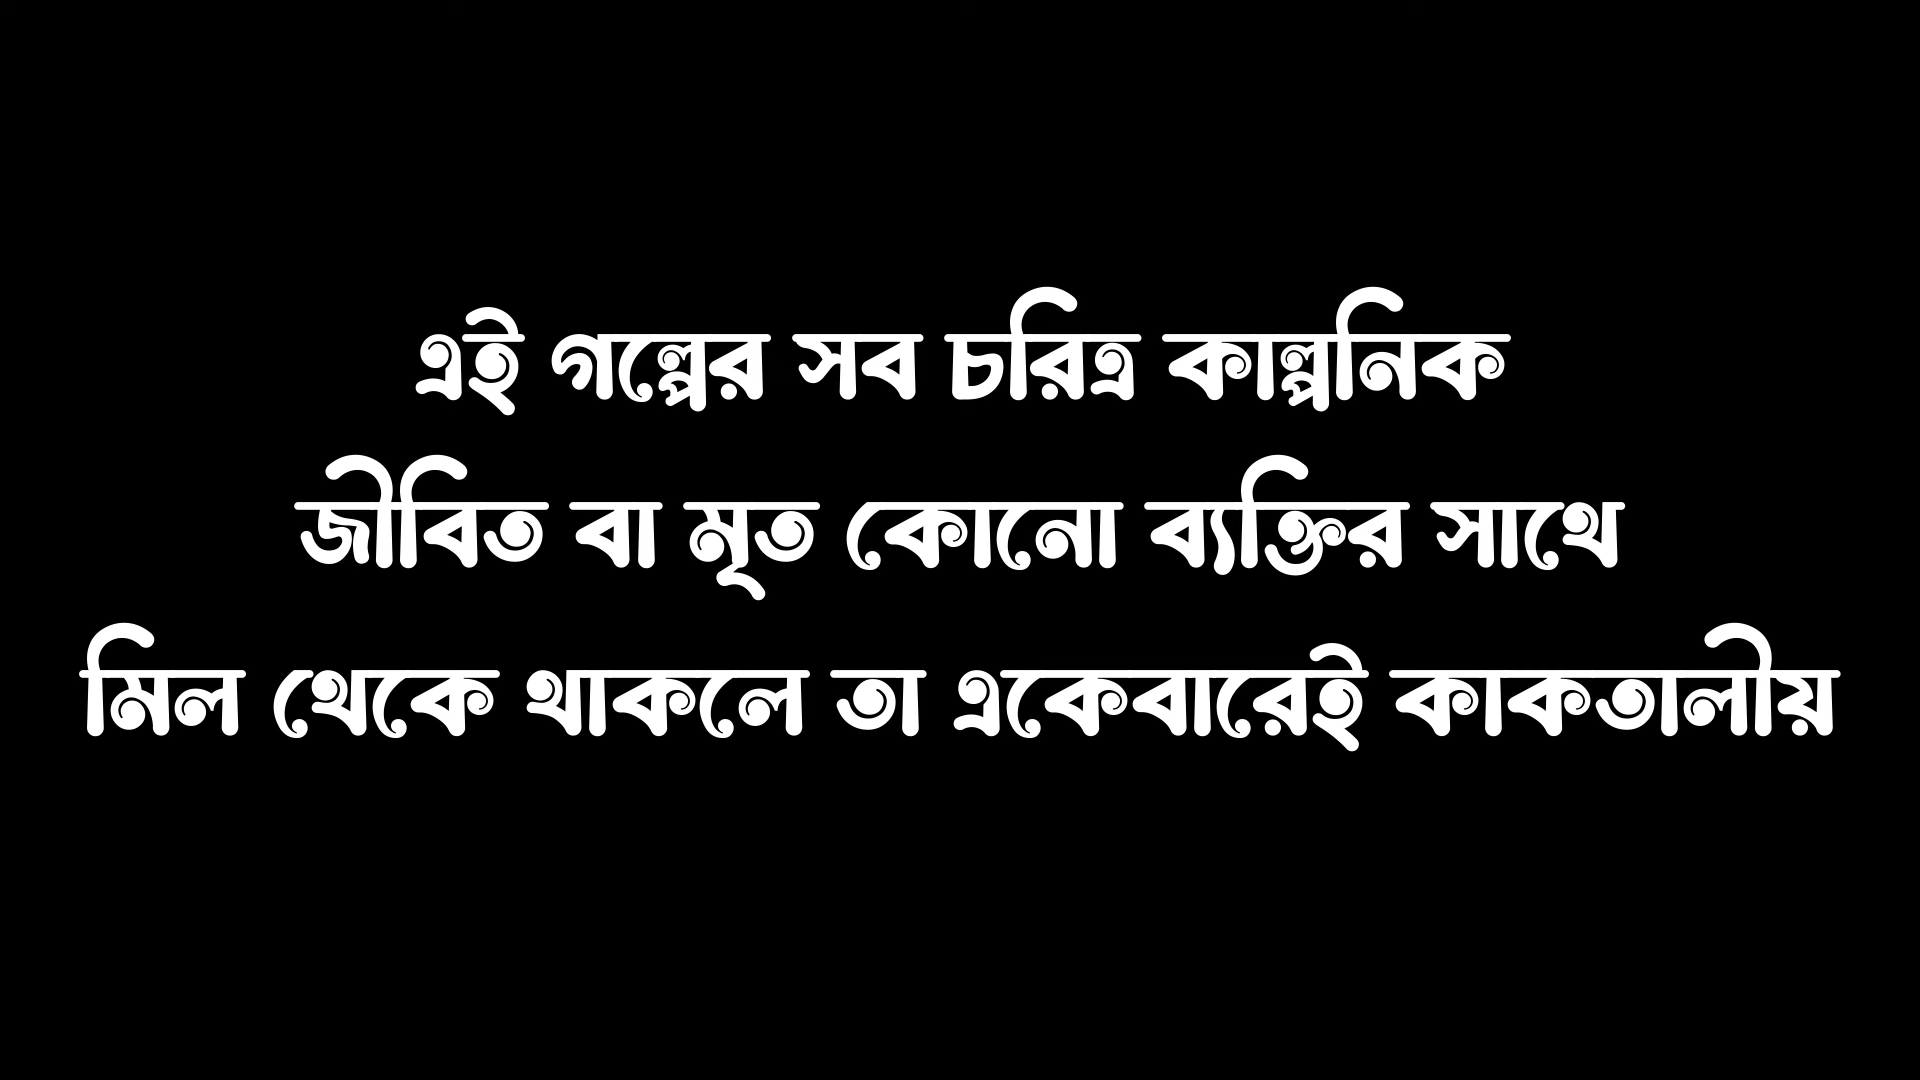 এই গল্পের সব চরিত্র কাল্পনিক
জীবিত বা মৃত কোনো ব্যক্তির সাথে
মিল থেকে থাকলে তা একেবারেই কাকতালীয়